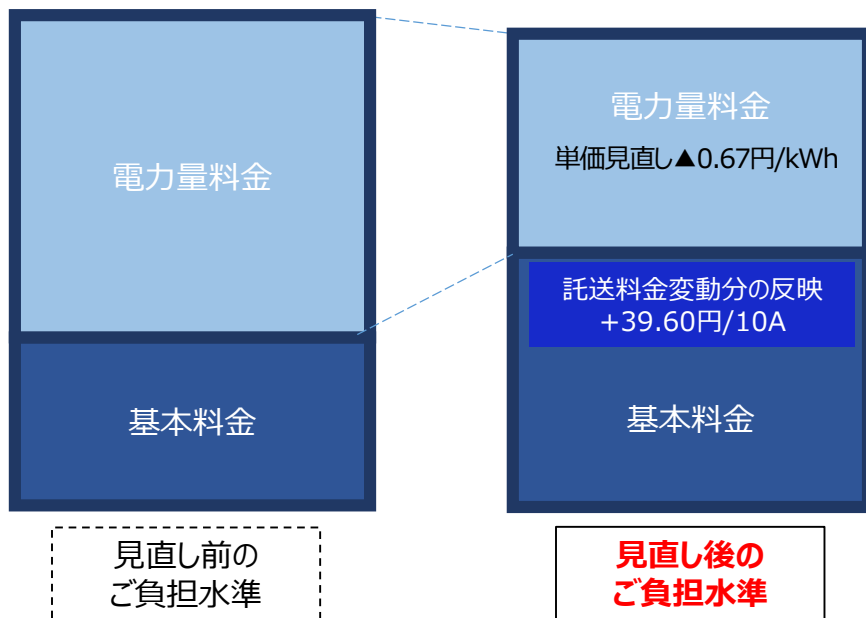 電力量料金
基本料金
見直し前の
ご負担水準
電力量料金
単価見直し▲0.67円/kWh
託送料金変動分の反映
+39.60円/10A
基本料金
見直し後の
ご負担水準